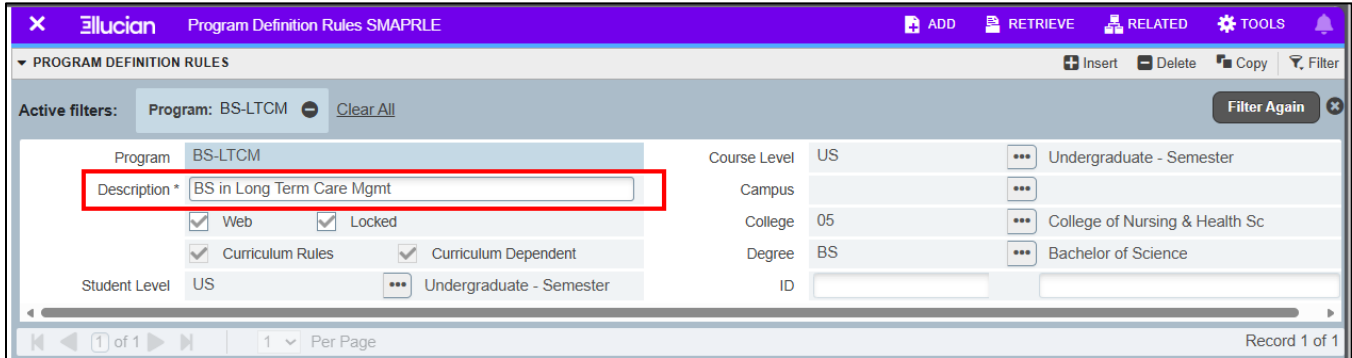 ellucian Program Definition Rules SMAPRLE ADD RETRIEVE RELATED TOOLS
PROGRAM DEFINITION RULES Insert Delete Copy Filter
Active filters: Program: BS-LTCM Clear All Filter Again
Program BS-LTCM Course Level US Undergraduate - Semester
Description * BS in Long Term Care Mgmt Campus
Web Locked College 05 College of Nursing & Health Sc
Curriculum Rules Curriculum Dependent Degree BS Bachelor of Science
Student Level US Undergraduate - Semester ID
1 of 1 1 Per Page Record 1 of 1